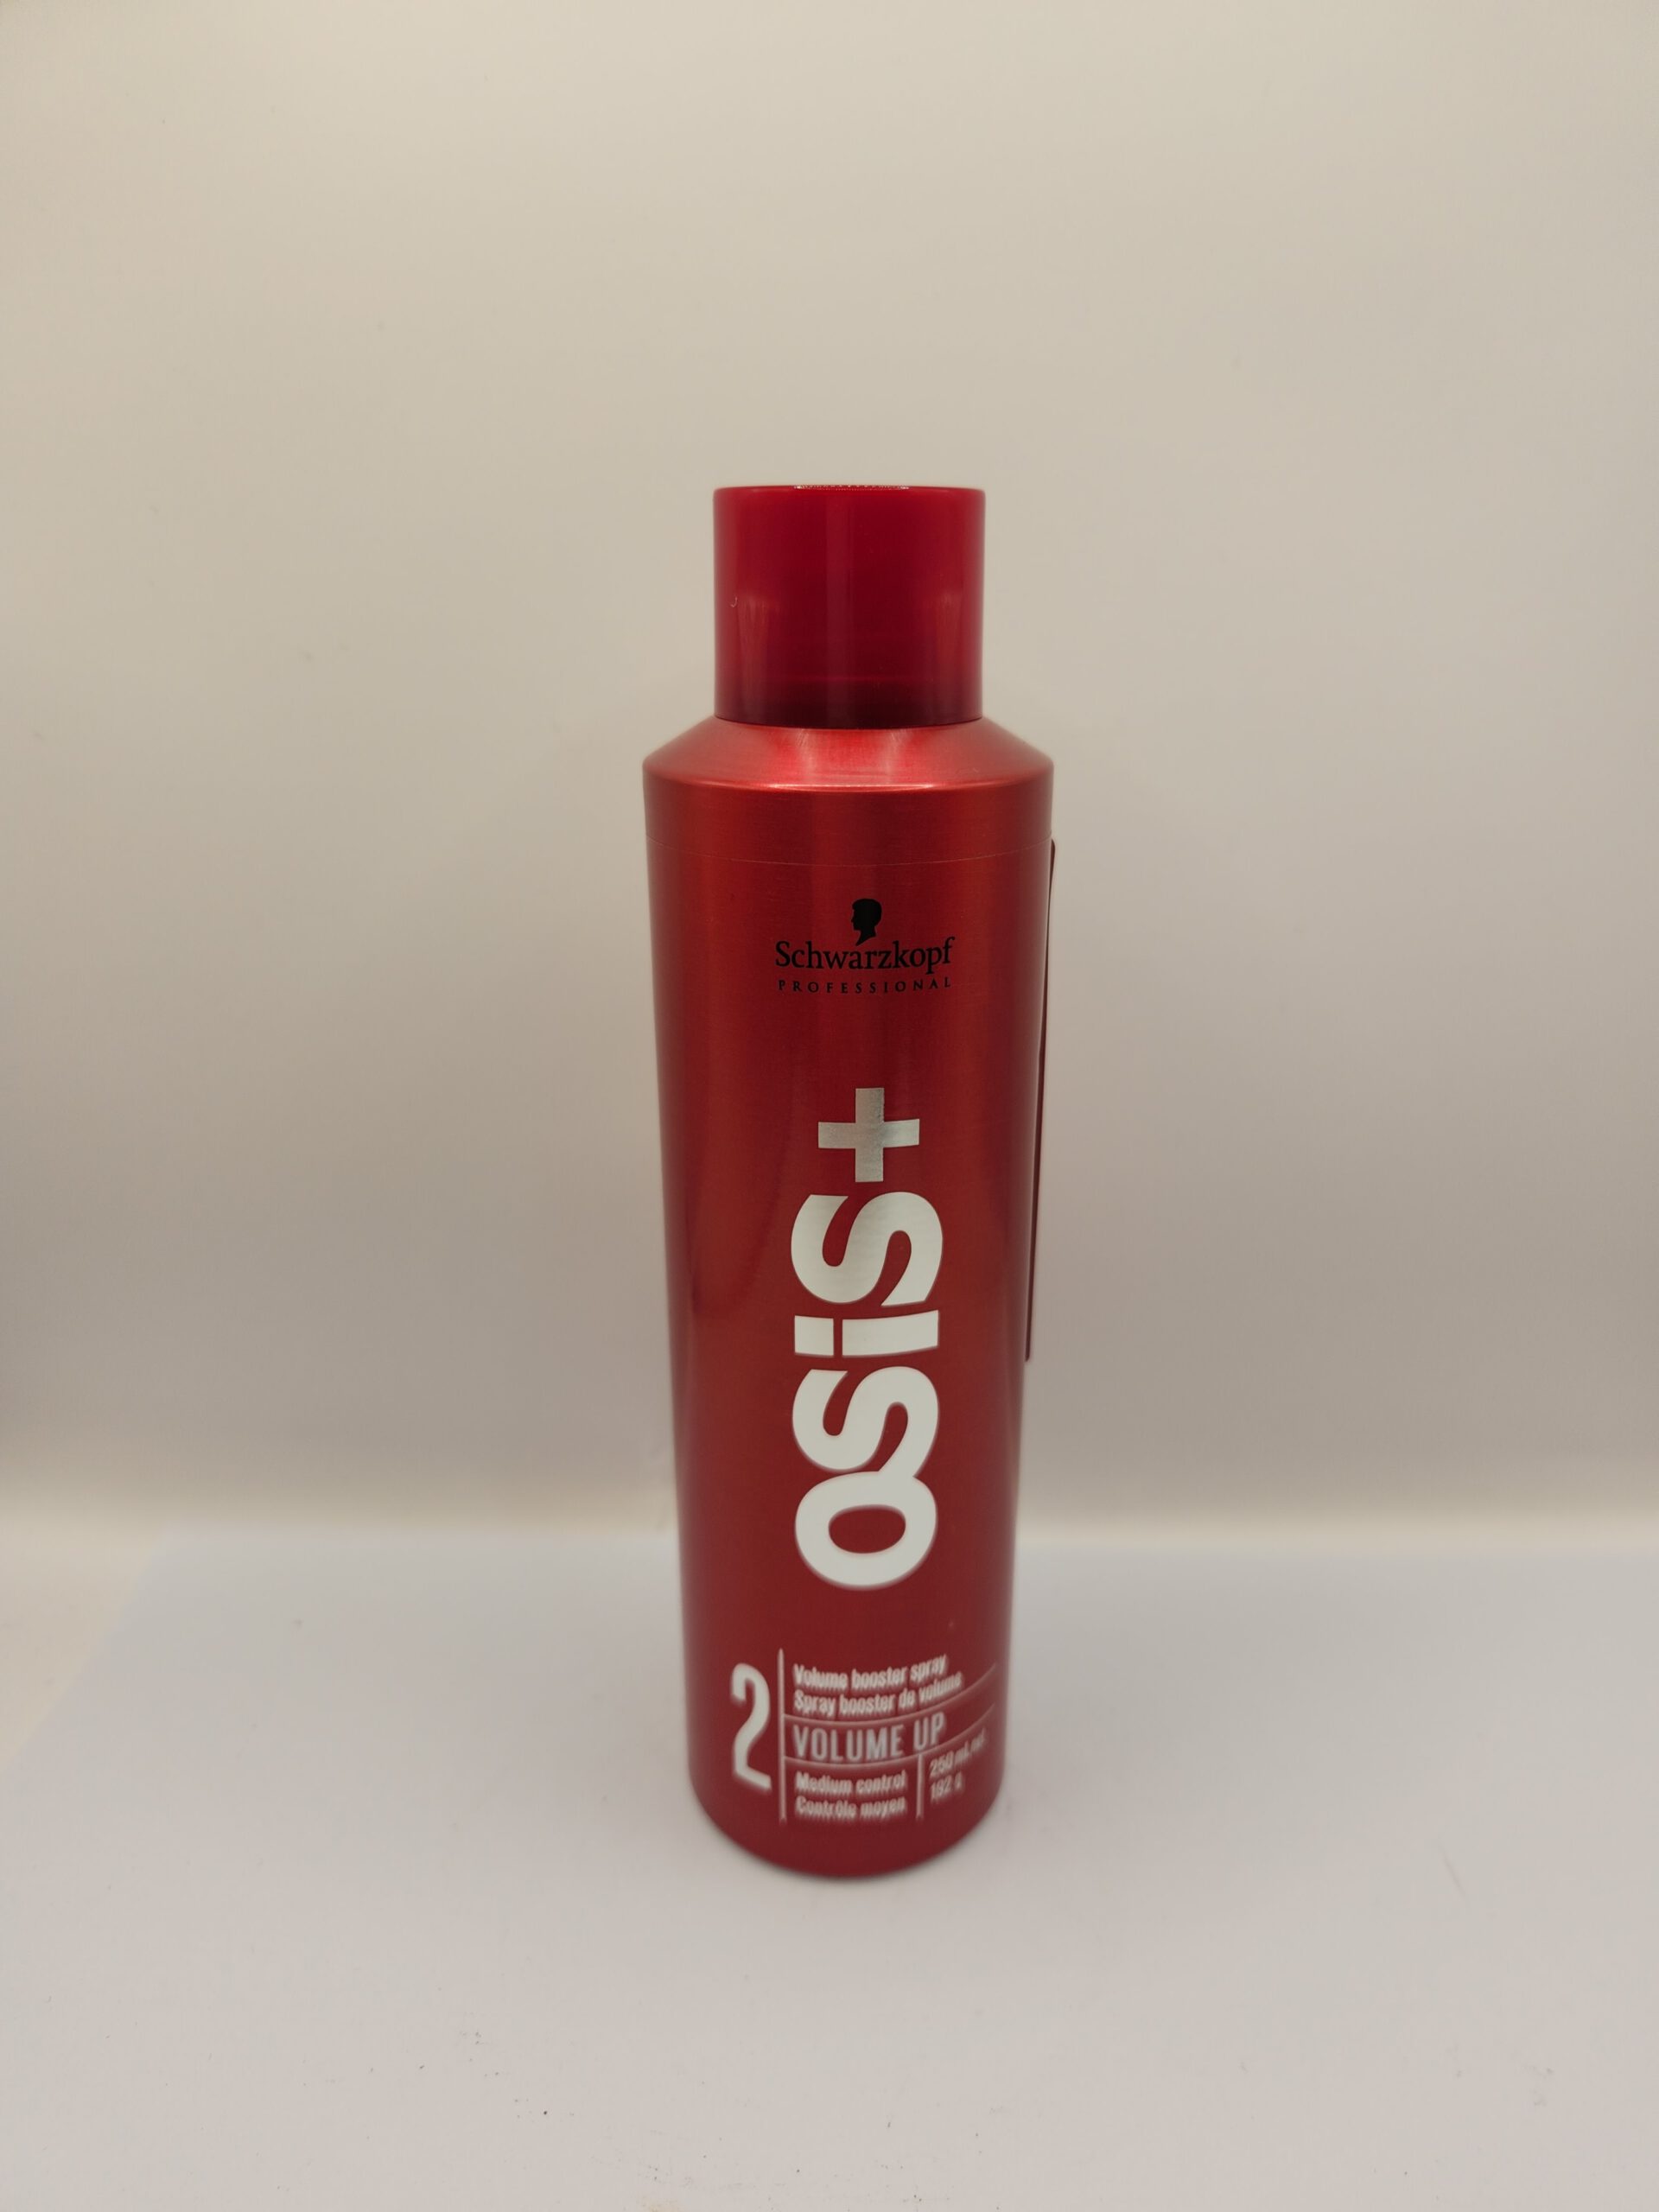 Schwarzkopf
PROFESSIONAL
OSiS+
2
Volume booster spray
Spray booster de volume
VOLUME UP
Medium control
Contrôle moyen
250 mL
192 g